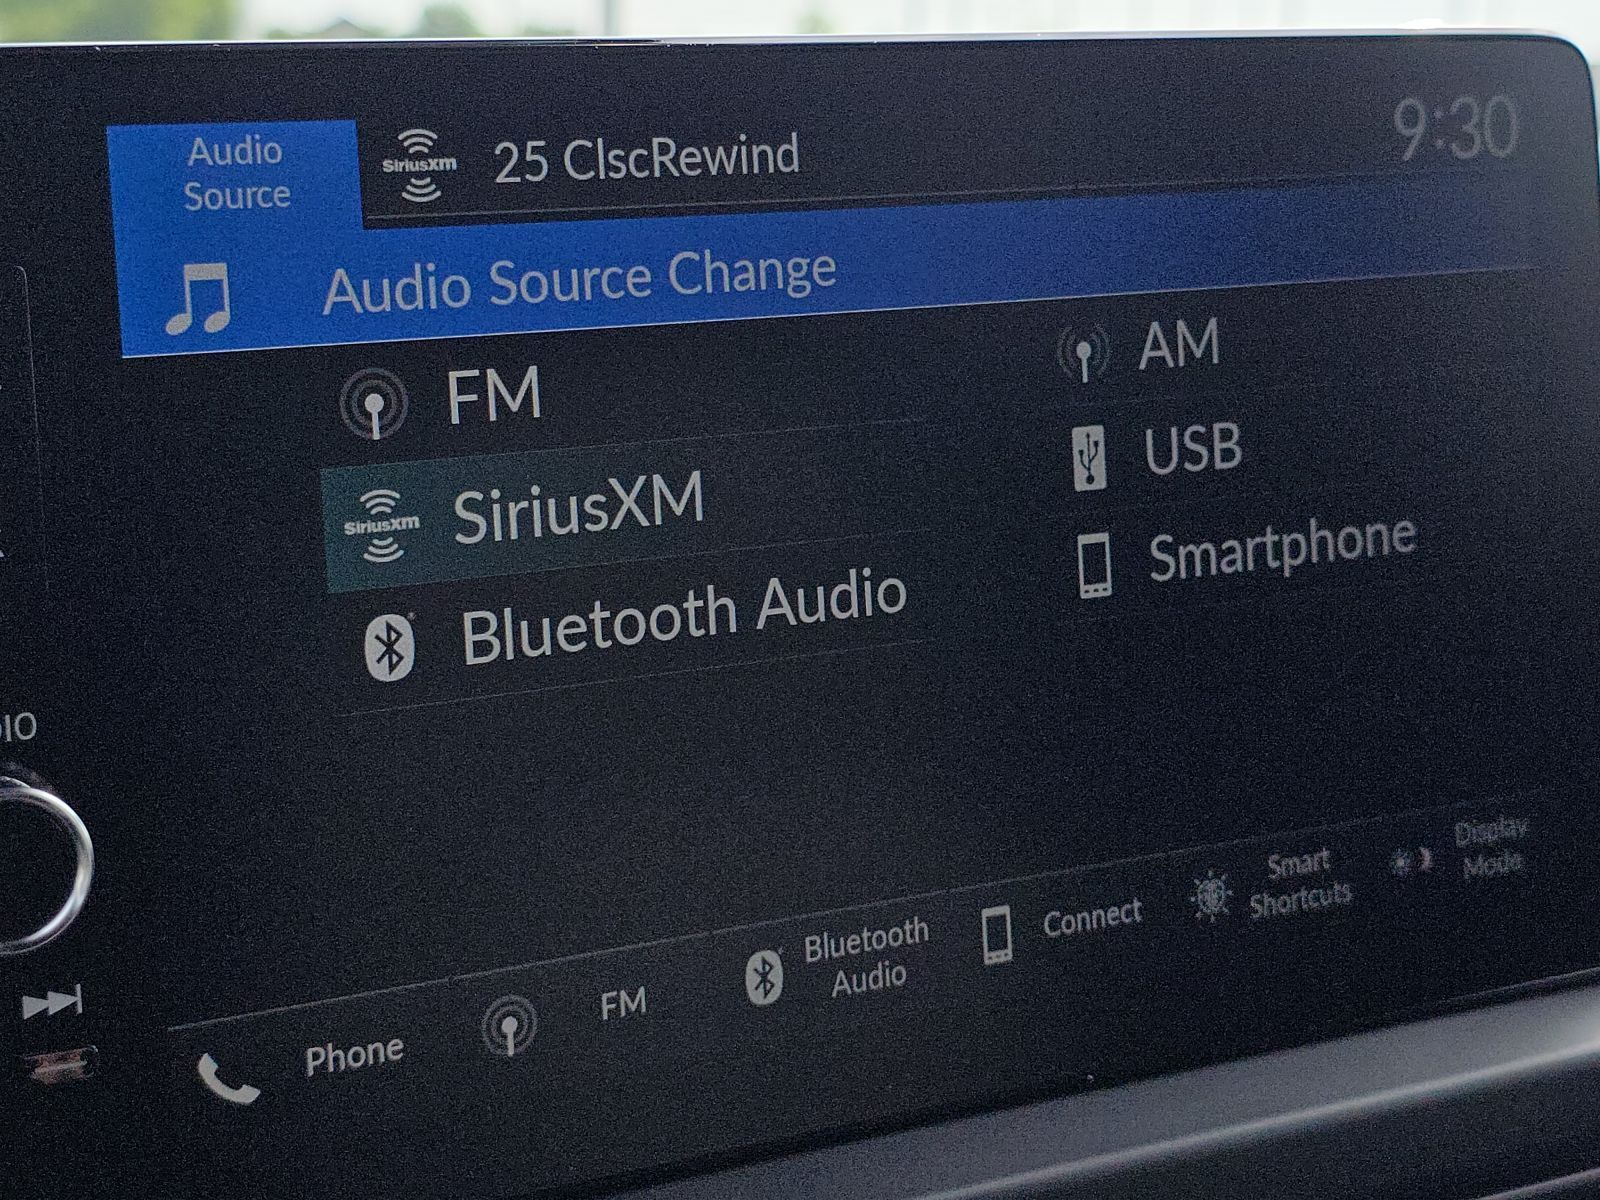 Audio
Source
SiriusXM
25 ClscRewind
9:30
Audio Source Change
FM
AM
SiriusXM
SiriusXM
USB
Bluetooth Audio
Smartphone
Phone
FM
Bluetooth
Audio
Connect
Smart
Shortcuts
Display
Mode